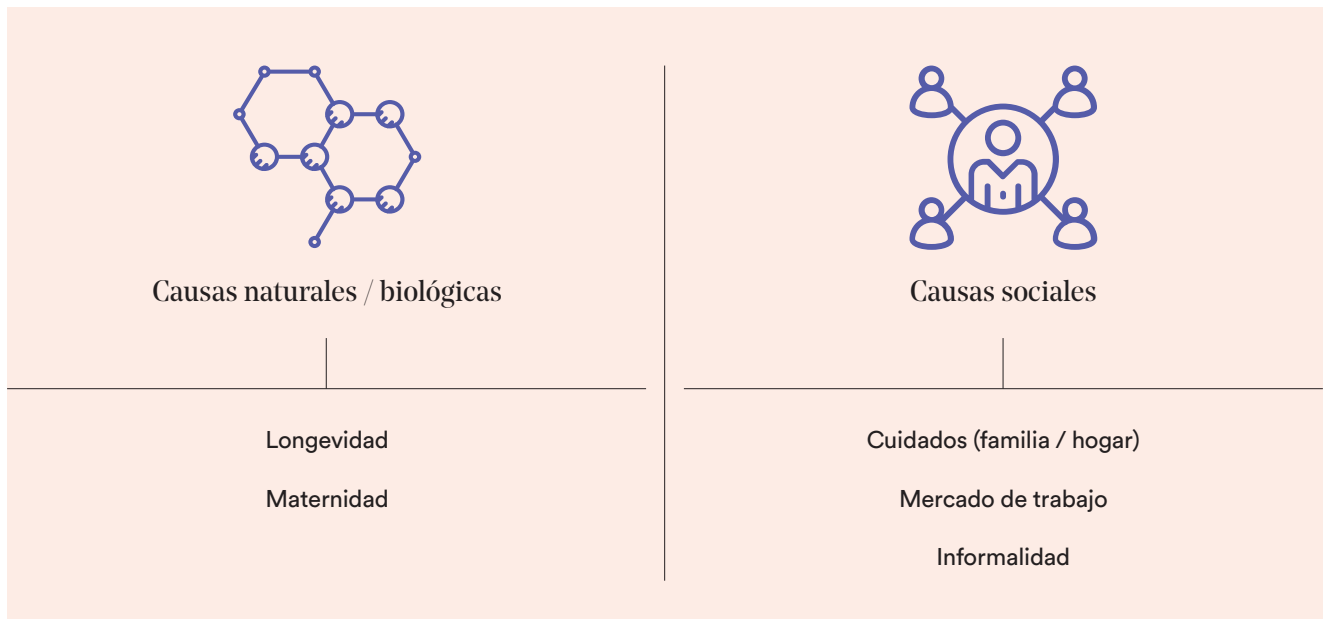 Causas naturales / biológicas
Longevidad
Maternidad
Causas sociales
Cuidados (familia / hogar)
Mercado de trabajo
Informalidad